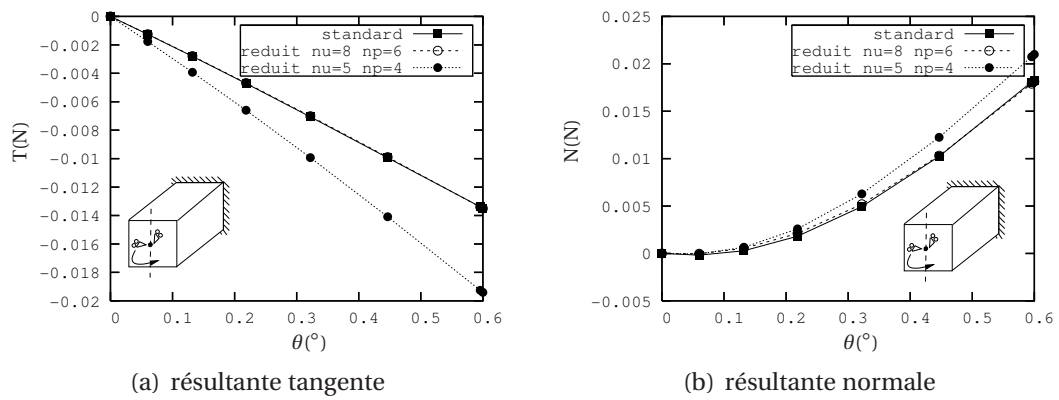 0
−0.002
−0.004
−0.006
−0.008
−0.01
−0.012
−0.014
−0.016
−0.018
−0.02
T(N)
standard
reduit nu=8 np=6
reduit nu=5 np=4
0 0.1 0.2 0.3 0.4 0.5 0.6
θ(°)
(a) résultante tangente
0.025
0.02
0.015
0.01
0.005
0
−0.005
N(N)
standard
reduit nu=8 np=6
reduit nu=5 np=4
0 0.1 0.2 0.3 0.4 0.5 0.6
θ(°)
(b) résultante normale